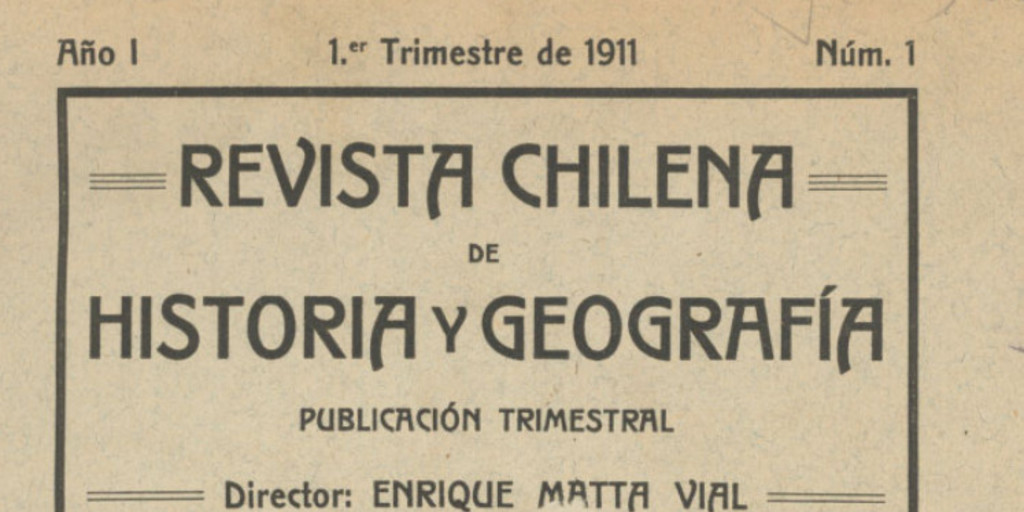 Año I 1.er Trimestre de 1911 Núm. 1
REVISTA CHILENA
DE
HISTORIA Y GEOGRAFÍA
PUBLICACIÓN TRIMESTRAL
Director: ENRIQUE MATTA VIAL